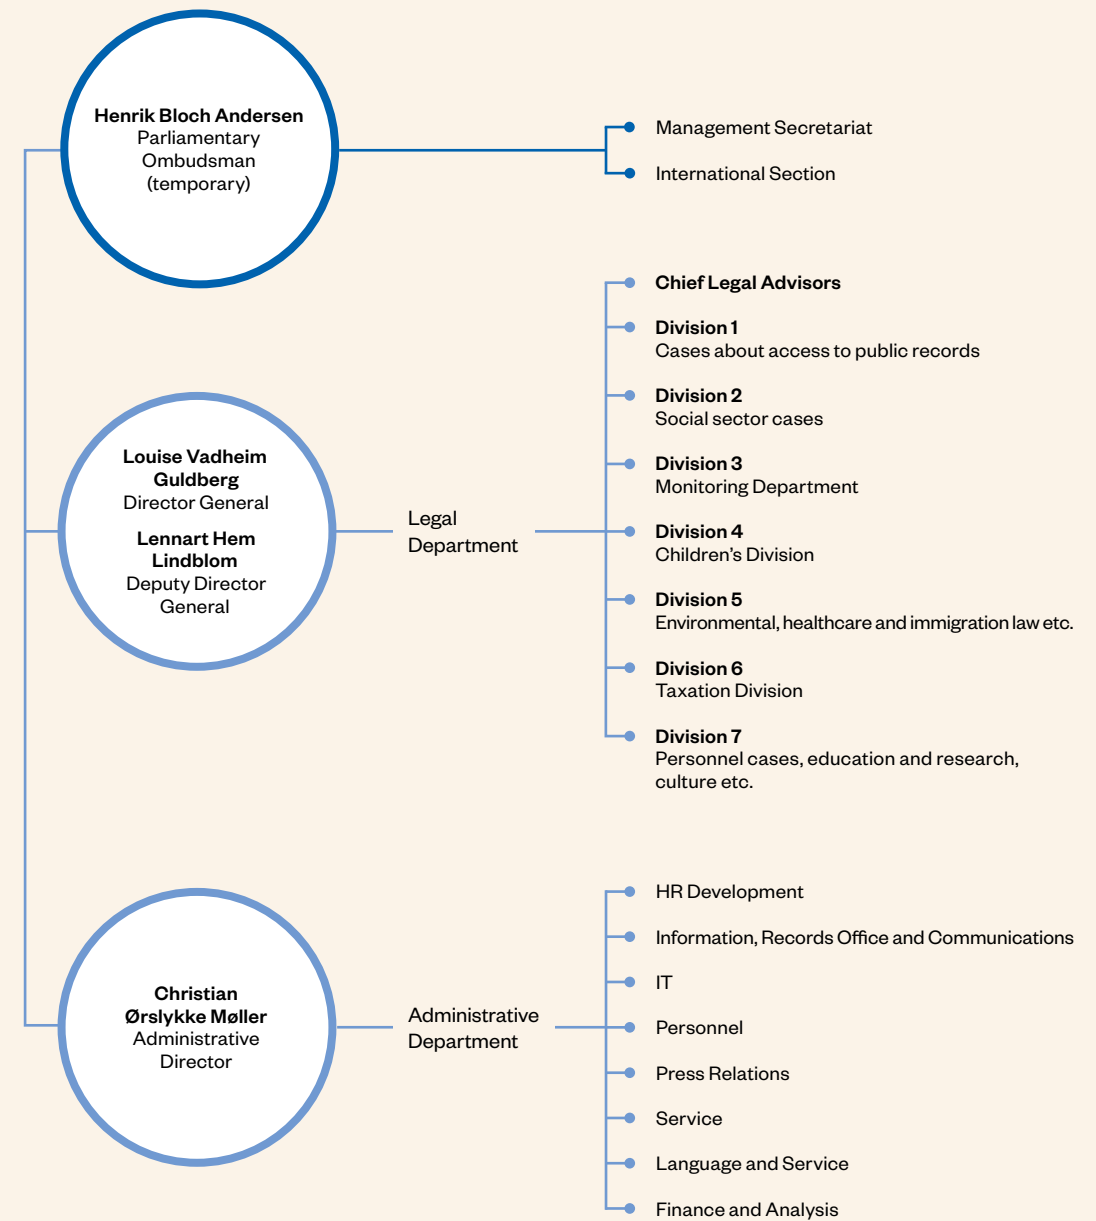 Henrik Bloch Andersen
Parliamentary
Ombudsman
(temporary)
Management Secretariat
International Section
Louise Vadheim
Guldberg
Director General
Lennart Hem
Lindblom
Deputy Director
General
Legal
Department
Chief Legal Advisors
Division 1
Cases about access to public records
Division 2
Social sector cases
Division 3
Monitoring Department
Division 4
Children’s Division
Division 5
Environmental, healthcare and immigration law etc.
Division 6
Taxation Division
Division 7
Personnel cases, education and research,
culture etc.
Christian
Ørslykke Møller
Administrative
Director
Administrative
Department
HR Development
Information, Records Office and Communications
IT
Personnel
Press Relations
Service
Language and Service
Finance and Analysis